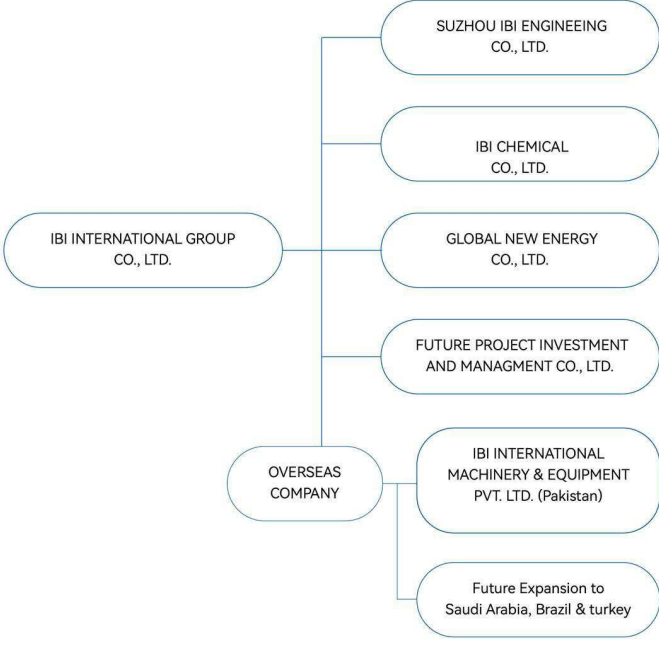 SUZHOU IBI ENGINEEING
CO., LTD.
IBI CHEMICAL
CO., LTD.
IBI INTERNATIONAL GROUP
CO., LTD.
GLOBAL NEW ENERGY
CO., LTD.
FUTURE PROJECT INVESTMENT
AND MANAGMENT CO., LTD.
OVERSEAS
COMPANY
IBI INTERNATIONAL
MACHINERY & EQUIPMENT
PVT. LTD. (Pakistan)
Future Expansion to
Saudi Arabia, Brazil & turkey